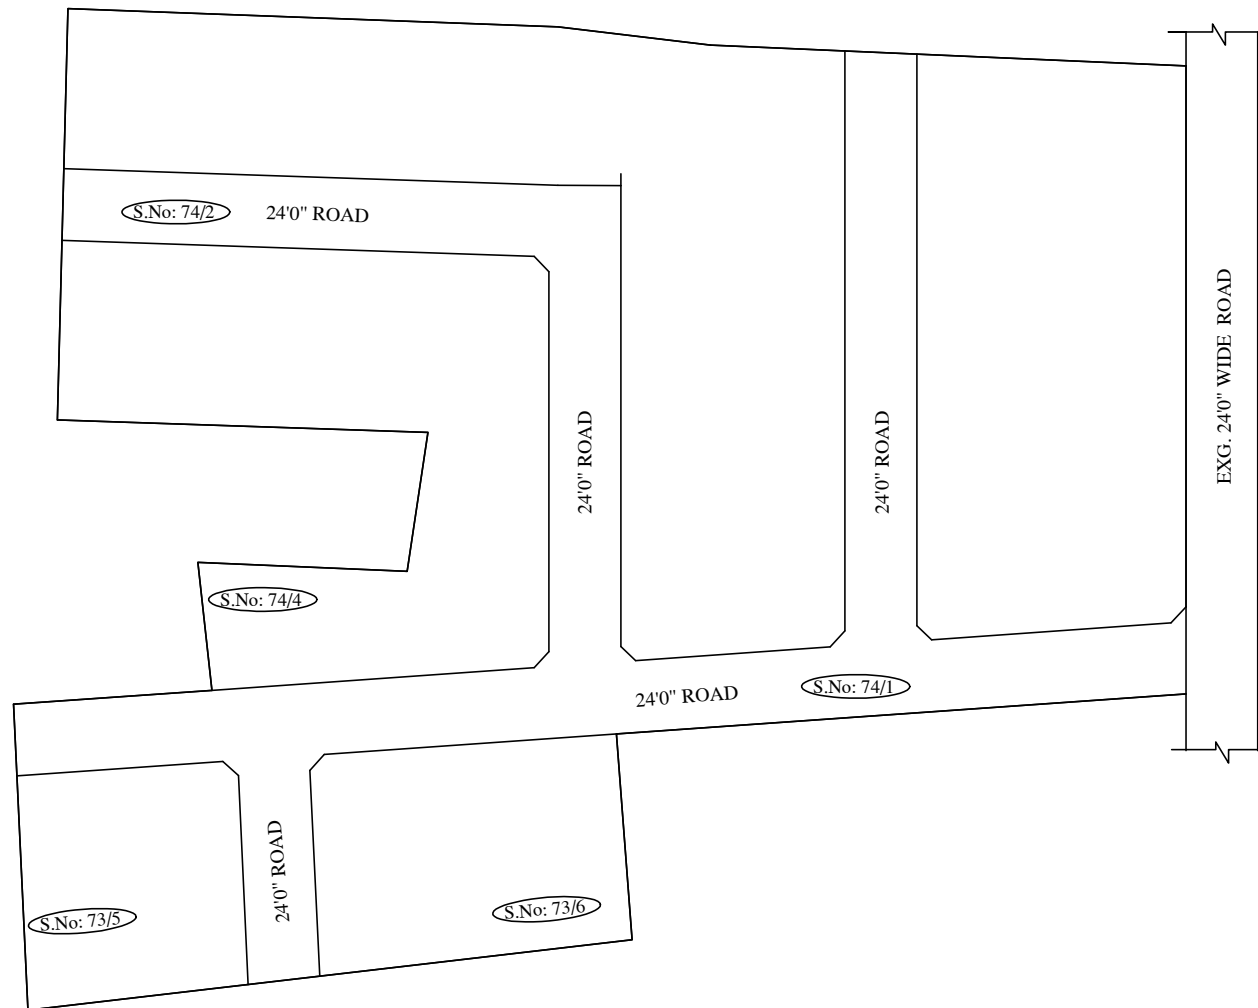 S.No: 74/2
24'0" ROAD
EXG. 24'0" WIDE ROAD
24'0" ROAD
24'0" ROAD
S.No: 74/4
24'0" ROAD
S.No: 74/1
24'0" ROAD
S.No: 73/5
S.No: 73/6